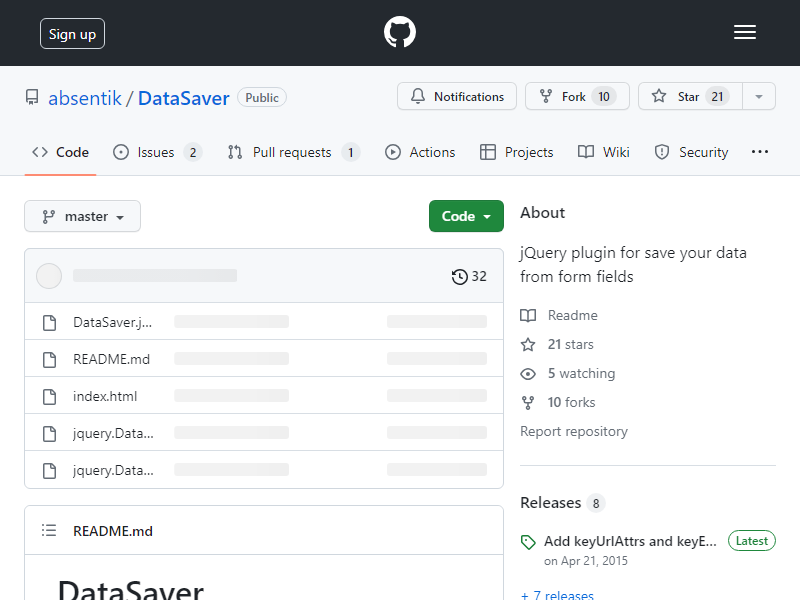 Sign up
absentik / DataSaver Public
Notifications
Fork 10
Star 21
Code
Issues 2
Pull requests 1
Actions
Projects
Wiki
Security
master
Code
32
DataSaver.j...
README.md
index.html
jquery.Data...
jquery.Data...
README.md
DataSaver
About
jQuery plugin for save your data
from form fields
Readme
21 stars
5 watching
10 forks
Report repository
Releases 8
Add keyUrlAttrs and keyE... Latest
on Apr 21, 2015
+ 7 releases